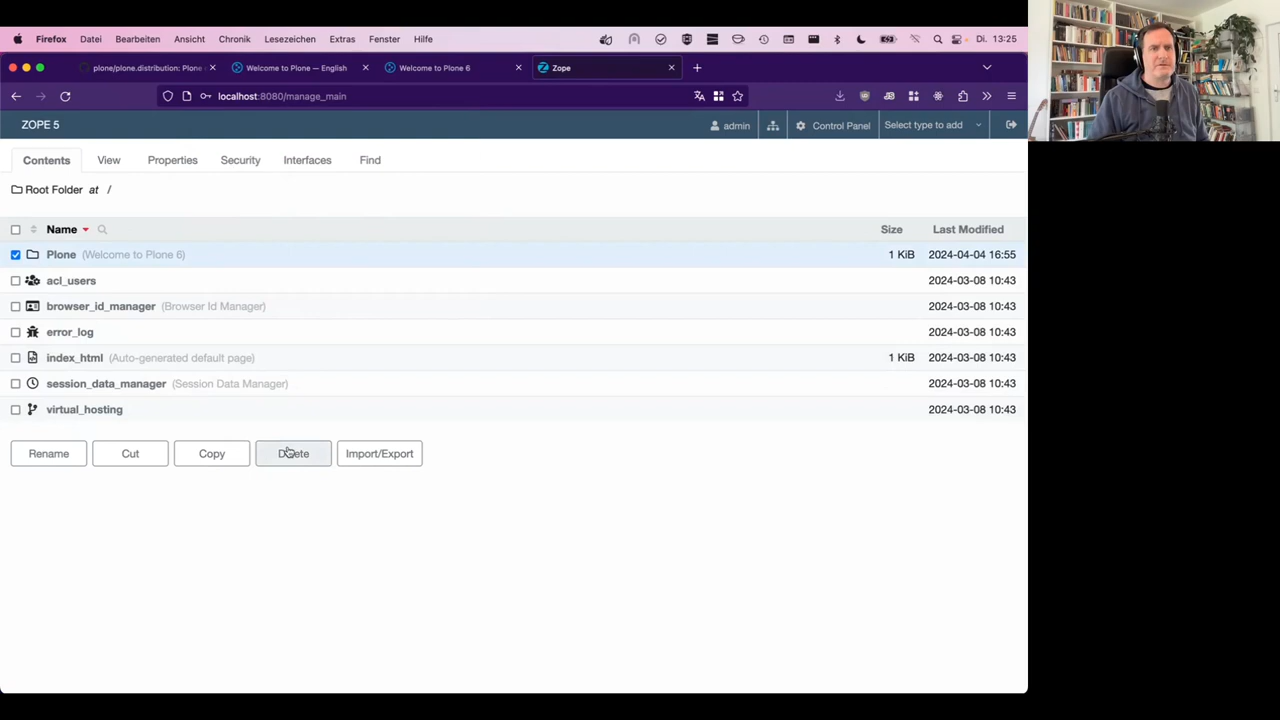 Firefox Datei Bearbeiten Ansicht Chronik Lesezeichen Extras Fenster Hilfe Di. 13:25
plone/plone.distribution: Plone Welcome to Plone — English Welcome to Plone 6 Zope
localhost:8080/manage_main
ZOPE 5 admin Control Panel Select type to add
Contents View Properties Security Interfaces Find
Root Folder at /
Name Size Last Modified
Plone (Welcome to Plone 6) 1 KiB 2024-04-04 16:55
acl_users 2024-03-08 10:43
browser_id_manager (Browser Id Manager) 2024-03-08 10:43
error_log 2024-03-08 10:43
index_html (Auto-generated default page) 1 KiB 2024-03-08 10:43
session_data_manager (Session Data Manager) 2024-03-08 10:43
virtual_hosting 2024-03-08 10:43
Rename Cut Copy Delete Import/Export